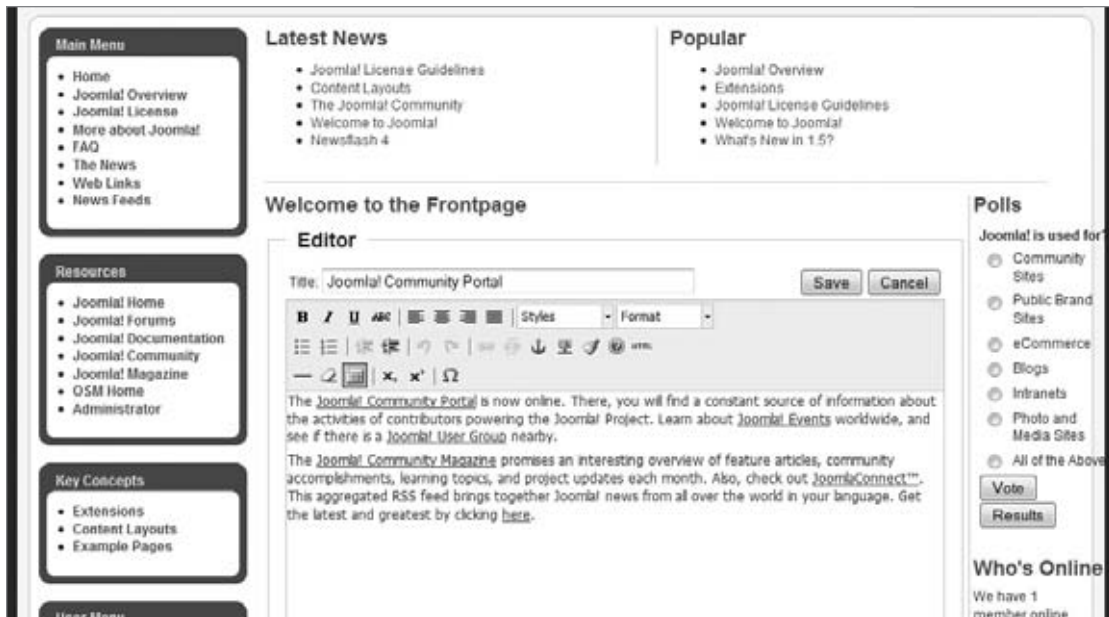 Main Menu
Home
Joomla! Overview
Joomla! License
More about Joomla!
FAQ
The News
Web Links
News Feeds
Resources
Joomla! Home
Joomla! Forums
Joomla! Documentation
Joomla! Community
Joomla! Magazine
OSM Home
Administrator
Key Concepts
Extensions
Content Layouts
Example Pages
User Menu
Latest News
Joomla! License Guidelines
Content Layouts
The Joomla! Community
Welcome to Joomla!
Newsflash 4
Popular
Joomla! Overview
Extensions
Joomla! License Guidelines
Welcome to Joomla!
What's New in 1.5?
Welcome to the Frontpage
Editor
Title: Joomla! Community Portal
Save Cancel
B I U ABC Styles Format
HTML
x, x' Ω
The Joomla! Community Portal is now online. There, you will find a constant source of information about
the activities of contributors powering the Joomla! Project. Learn about Joomla! Events worldwide, and
see if there is a Joomla! User Group nearby.
The Joomla! Community Magazine promises an interesting overview of feature articles, community
accomplishments, learning topics, and project updates each month. Also, check out JoomlaConnect™.
This aggregated RSS feed brings together Joomla! news from all over the world in your language. Get
the latest and greatest by clicking here.
Polls
Joomla! is used for?
Community
Sites
Public Brand
Sites
eCommerce
Blogs
Intranets
Photo and
Media Sites
All of the Above
Vote
Results
Who's Online
We have 1
member online